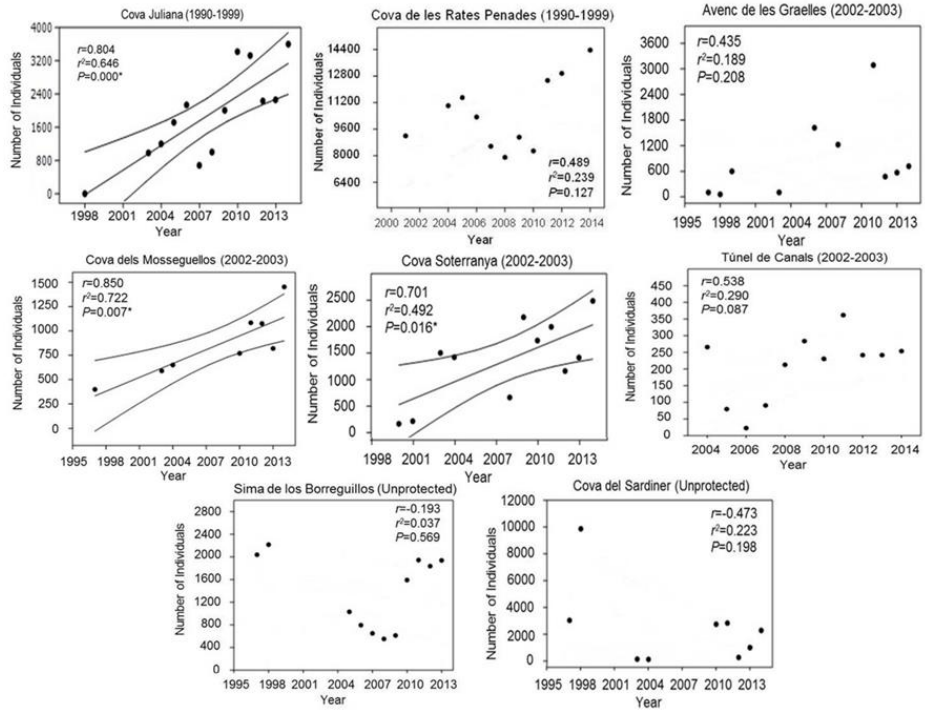 Cova Juliana (1990-1999)
r=0.804
r²=0.646
P=0.000*
4000
3200
2400
1600
800
0
Number of Individuals
1998 2001 2004 2007 2010 2013
Year
Cova de les Rates Penades (1990-1999)
14400
12800
11200
9600
8000
6400
Number of Individuals
r=0.489
r²=0.239
P=0.127
2000 2002 2004 2006 2008 2010 2012 2014
Year
Avenc de les Graelles (2002-2003)
r=0.435
r²=0.189
P=0.208
3600
3000
2400
1800
1200
600
0
Number of Individuals
1995 1998 2001 2004 2007 2010 2013
Year
Cova dels Mosseguellos (2002-2003)
r=0.850
r²=0.722
P=0.007*
1500
1250
1000
750
500
250
0
Number of Individuals
1995 1998 2001 2004 2007 2010 2013
Year
Cova Soterranya (2002-2003)
r=0.701
r²=0.492
P=0.016*
2500
2000
1500
1000
500
0
Number of Individuals
1998 2001 2004 2007 2010 2013
Year
Túnel de Canals (2002-2003)
r=0.538
r²=0.290
P=0.087
450
400
350
300
250
200
150
100
50
0
Number of Individuals
2004 2006 2008 2010 2012 2014
Year
Sima de los Borreguillos (Unprotected)
r=-0.193
r²=0.037
P=0.569
2800
2400
2000
1600
1200
800
400
0
Number of Individuals
1995 1998 2001 2004 2007 2010 2013
Year
Cova del Sardiner (Unprotected)
r=-0.473
r²=0.223
P=0.198
12000
10000
8000
6000
4000
2000
0
Number of Individuals
1995 1998 2001 2004 2007 2010 2013
Year